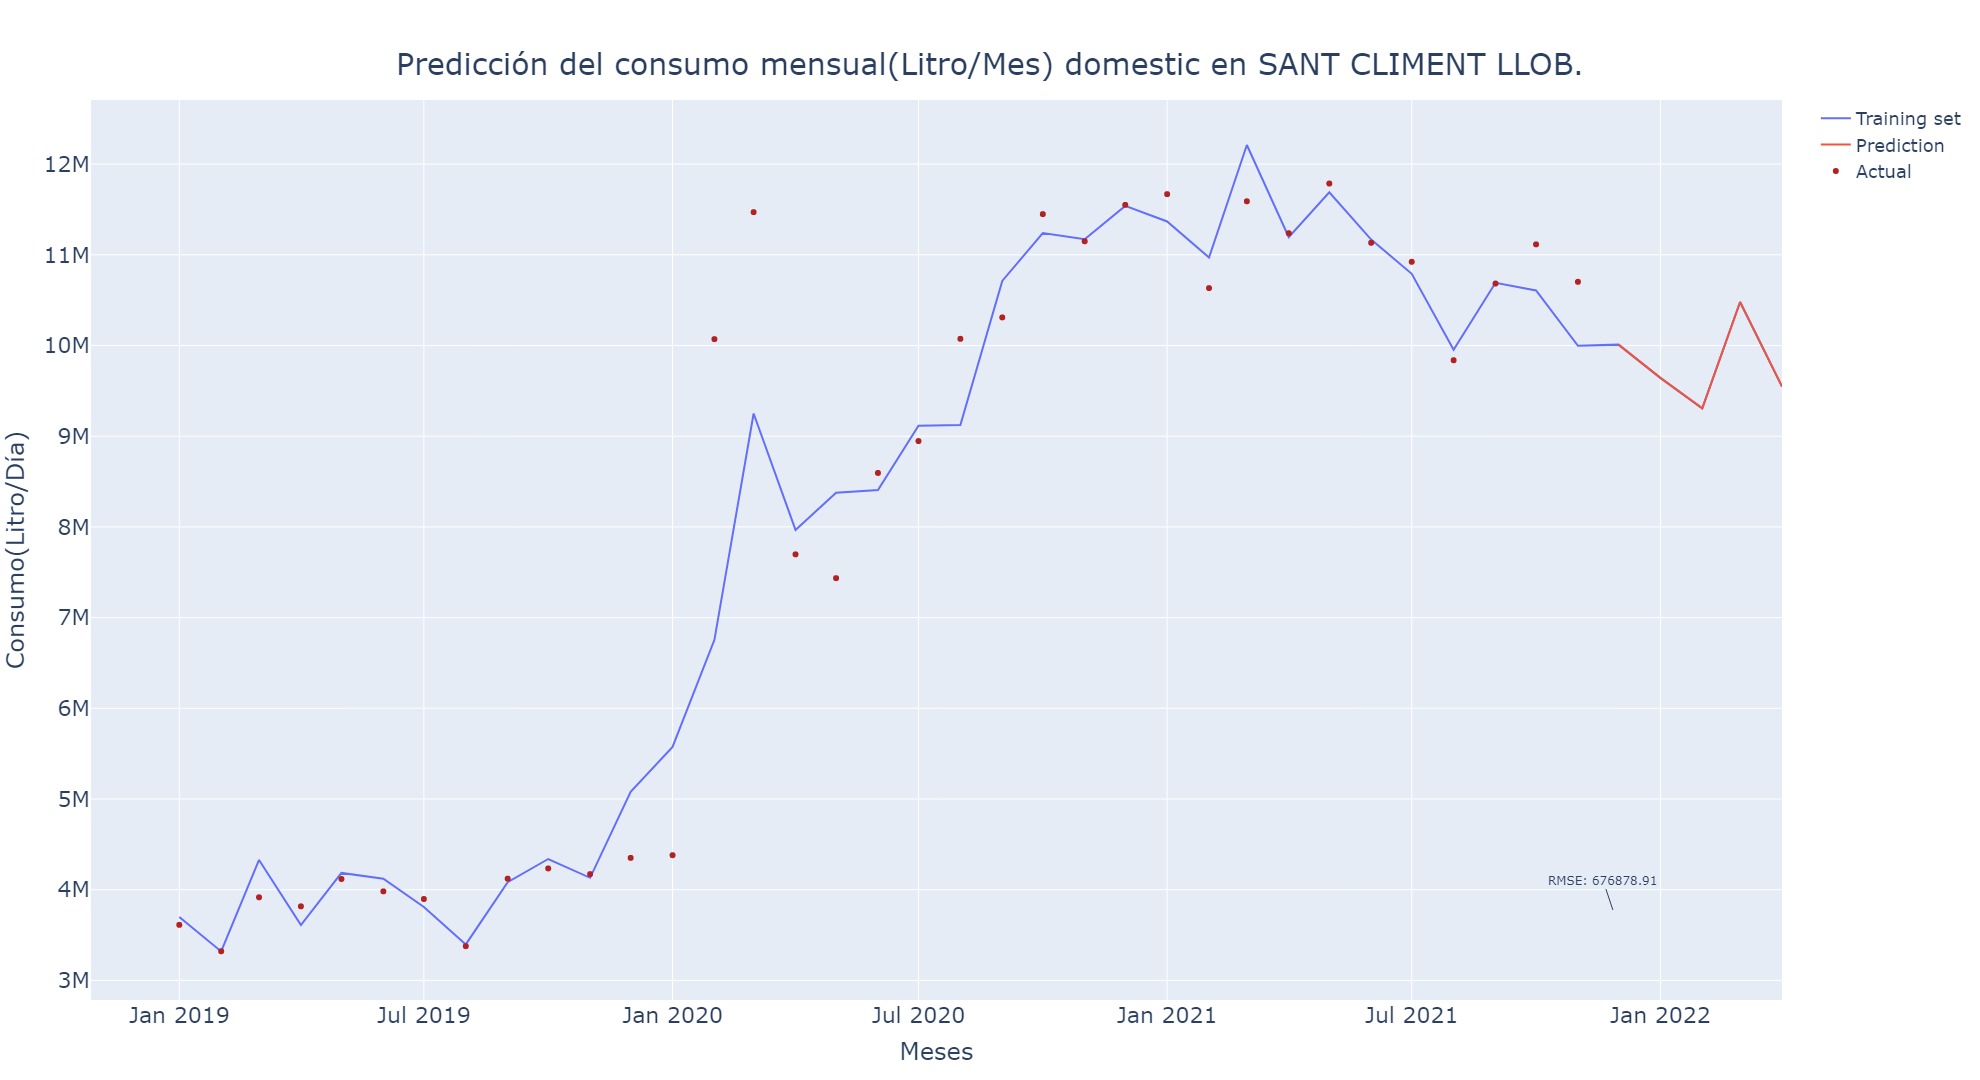 Predicción del consumo mensual(Litro/Mes) domestic en SANT CLIMENT LLOB.
Training set
Prediction
Actual
12M
11M
10M
9M
8M
7M
6M
5M
4M
3M
Consumo(Litro/Día)
RMSE: 676878.91
Jan 2019
Jul 2019
Jan 2020
Jul 2020
Jan 2021
Jul 2021
Jan 2022
Meses